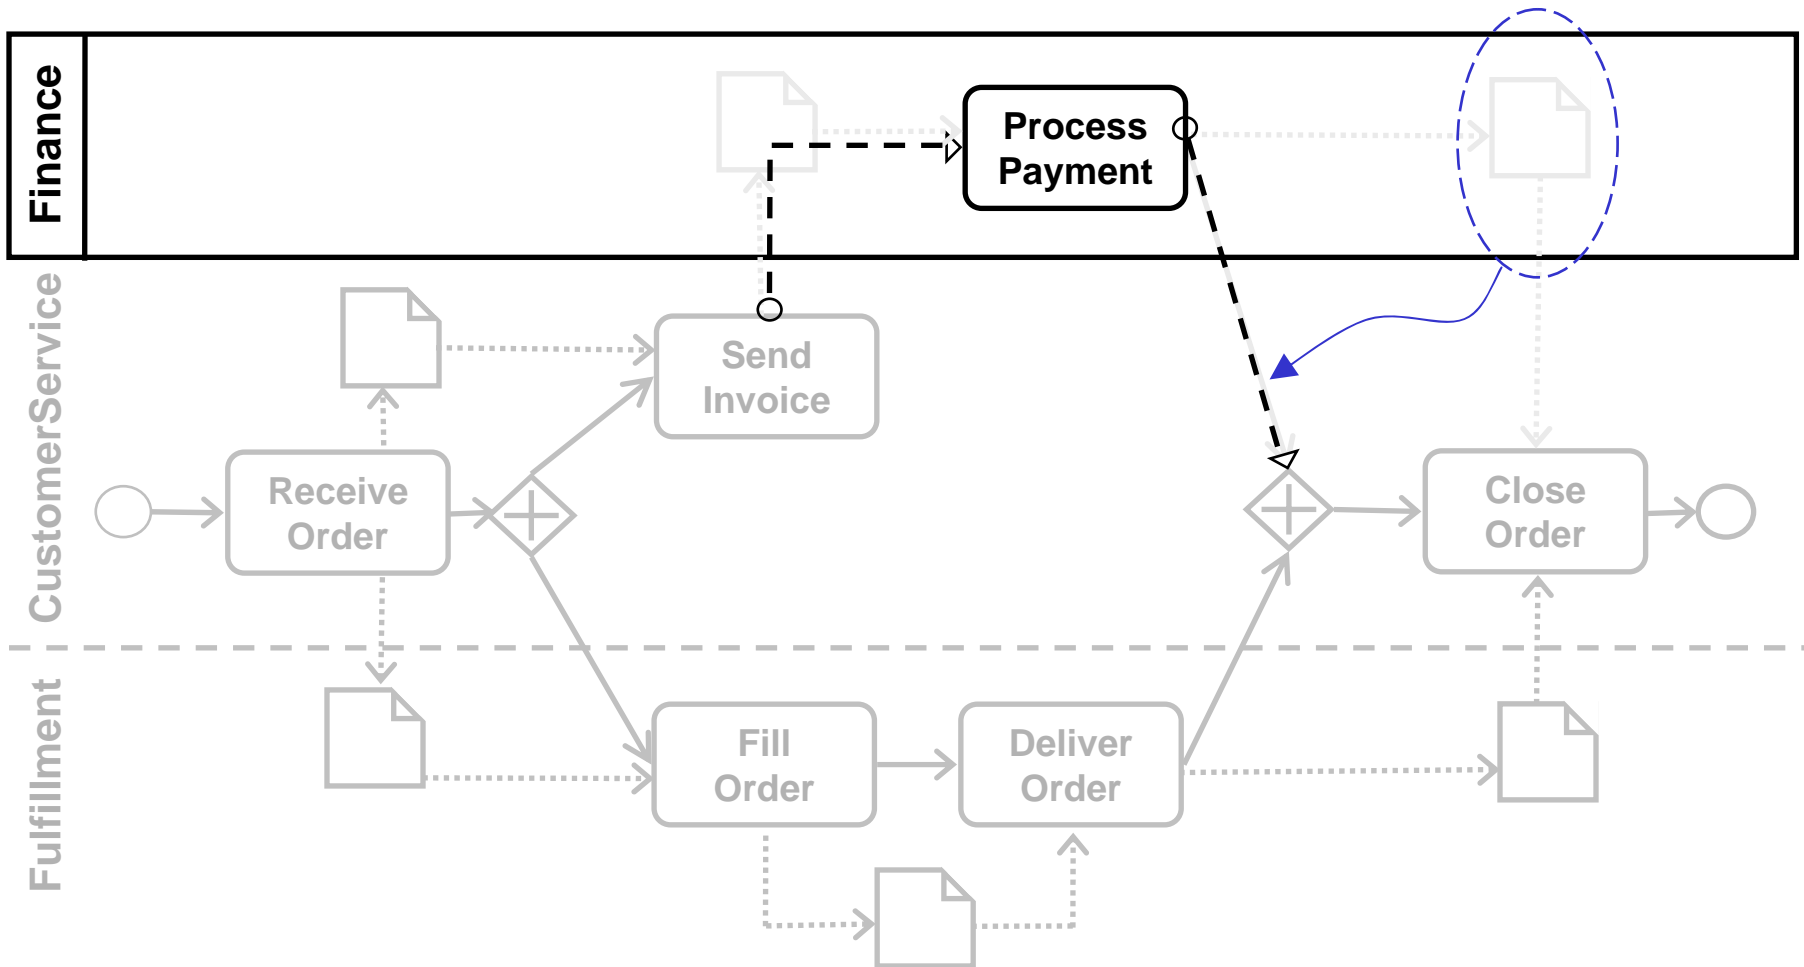 Finance
Process
Payment
CustomerService
Send
Invoice
Receive
Order
Close
Order
Fulfillment
Fill
Order
Deliver
Order